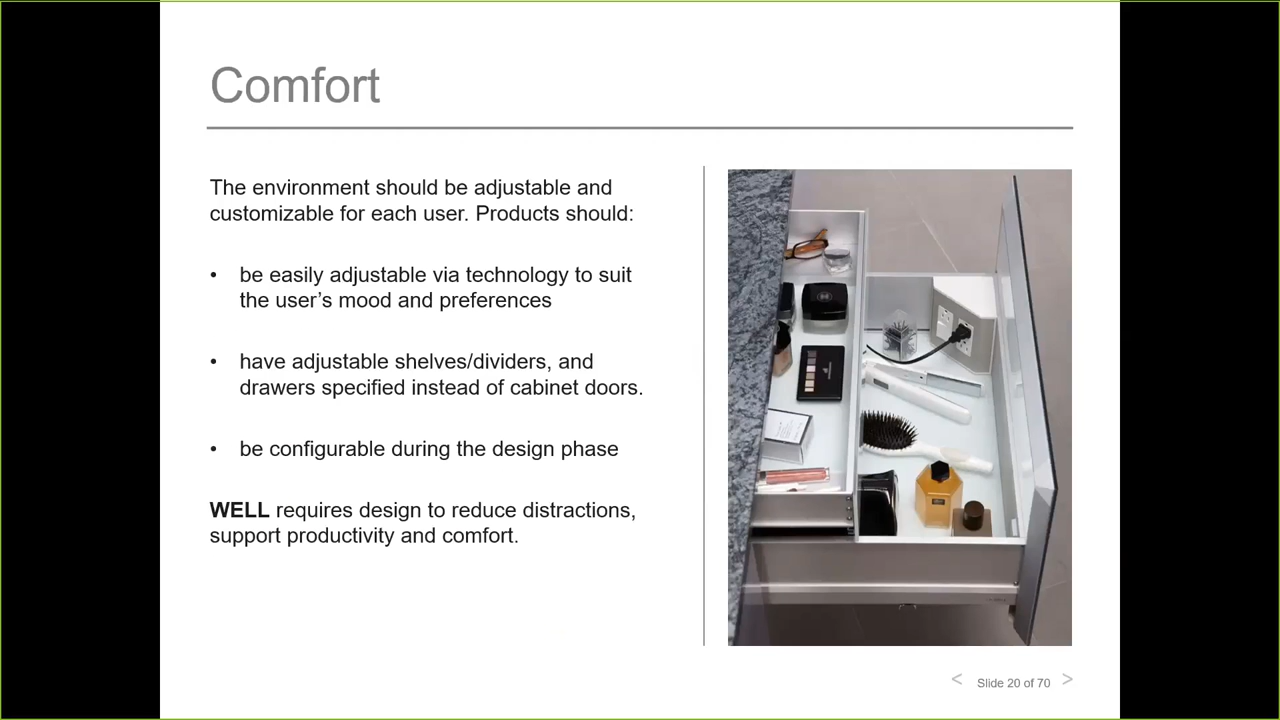 Comfort
The environment should be adjustable and
customizable for each user. Products should:
• be easily adjustable via technology to suit
the user’s mood and preferences
• have adjustable shelves/dividers, and
drawers specified instead of cabinet doors.
• be configurable during the design phase
WELL requires design to reduce distractions,
support productivity and comfort.
< Slide 20 of 70 >